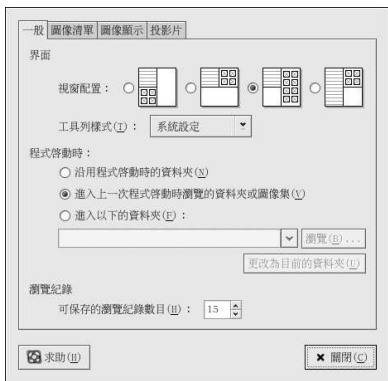 一般 圖像清單 圖像顯示 投影片
界面
視窗配置：
工具列樣式(T)： 系統設定
程式啓動時：
沿用程式啓動時的資料夾(N)
進入上一次程式啓動時瀏覽的資料夾或圖像集(V)
進入以下的資料夾(F)：
瀏覽(B)...
更改為目前的資料夾(U)
瀏覽紀錄
可保存的瀏覽紀錄數目(H)： 15
求助(H) 關閉(C)